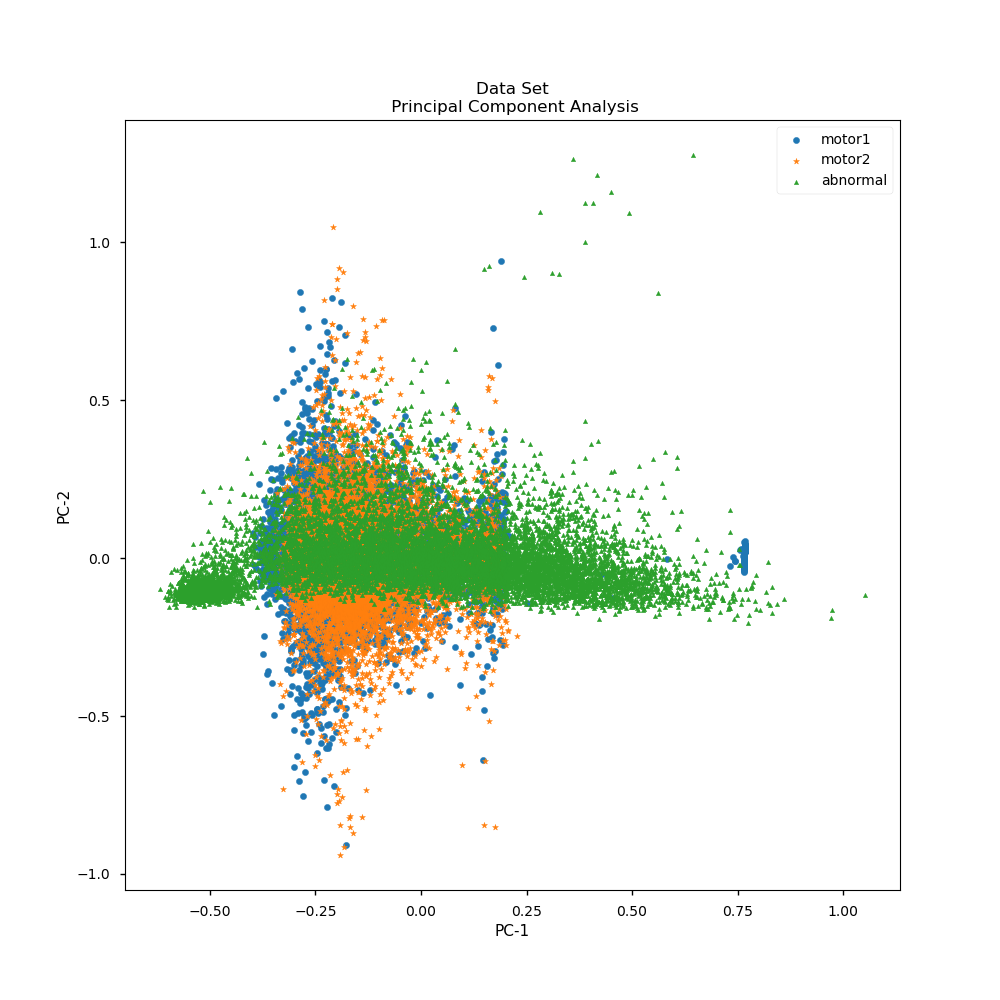 Data Set
Principal Component Analysis
motor1
motor2
abnormal
1.0
0.5
0.0
−0.5
−1.0
PC-2
−0.50
−0.25
0.00
0.25
0.50
0.75
1.00
PC-1